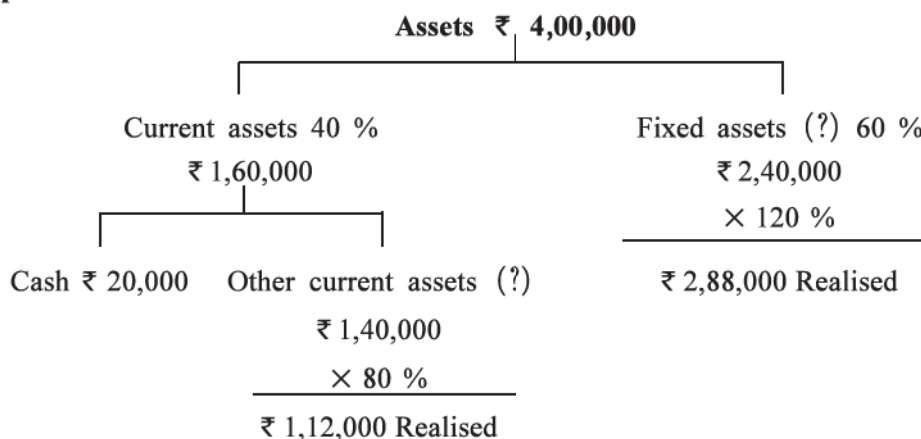 Assets ₹ 4,00,000
Current assets 40 %
Fixed assets (?) 60 %
₹ 1,60,000
₹ 2,40,000
× 120 %
Cash ₹ 20,000
Other current assets (?)
₹ 2,88,000 Realised
₹ 1,40,000
× 80 %
₹ 1,12,000 Realised